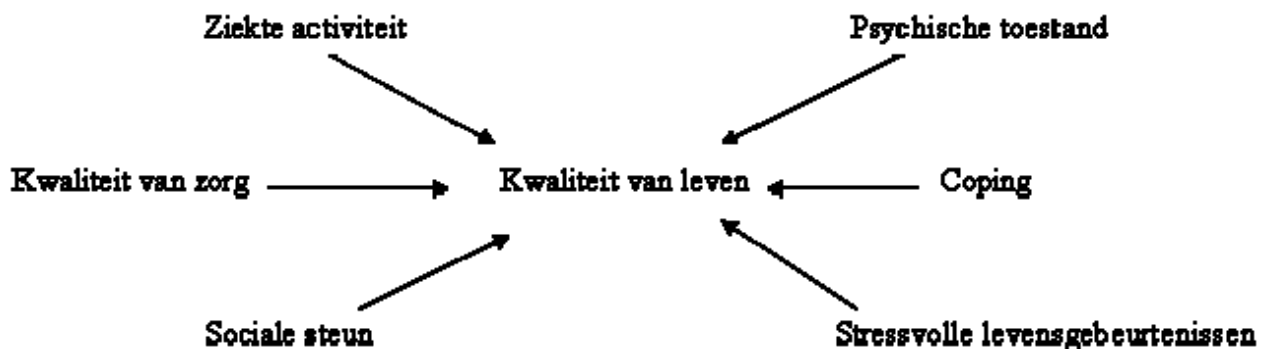 Ziekte activiteit
Psychische toestand
Kwaliteit van zorg
Kwaliteit van leven
Coping
Sociale steun
Stressvolle levensgebeurtenissen